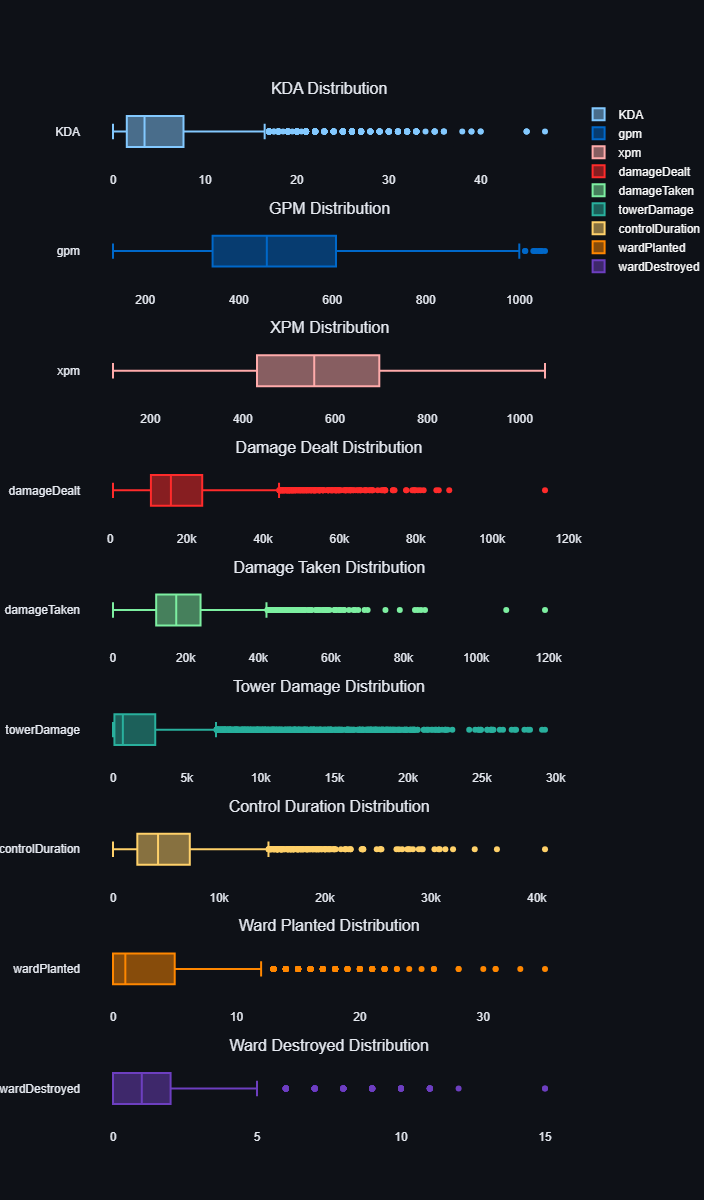 KDA Distribution
KDA
0 10 20 30 40
KDA
gpm
xpm
damageDealt
damageTaken
towerDamage
controlDuration
wardPlanted
wardDestroyed
GPM Distribution
gpm
200 400 600 800 1000
XPM Distribution
xpm
200 400 600 800 1000
Damage Dealt Distribution
damageDealt
0 20k 40k 60k 80k 100k 120k
Damage Taken Distribution
damageTaken
0 20k 40k 60k 80k 100k 120k
Tower Damage Distribution
towerDamage
0 5k 10k 15k 20k 25k 30k
Control Duration Distribution
controlDuration
0 10k 20k 30k 40k
Ward Planted Distribution
wardPlanted
0 10 20 30
Ward Destroyed Distribution
wardDestroyed
0 5 10 15